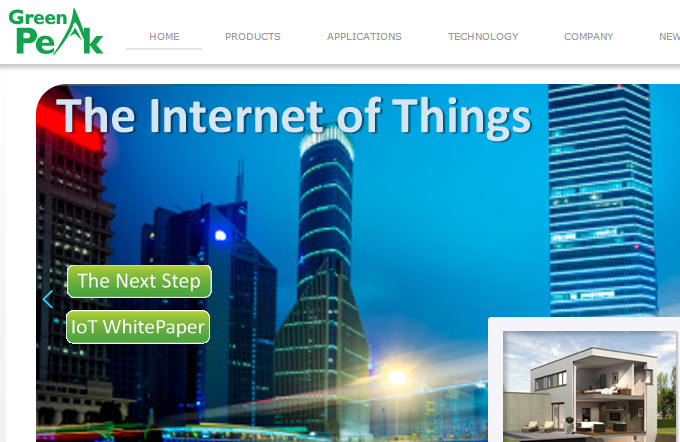 Green
Peak
HOME
PRODUCTS
APPLICATIONS
TECHNOLOGY
COMPANY
The Internet of Things
The Next Step
IoT WhitePaper